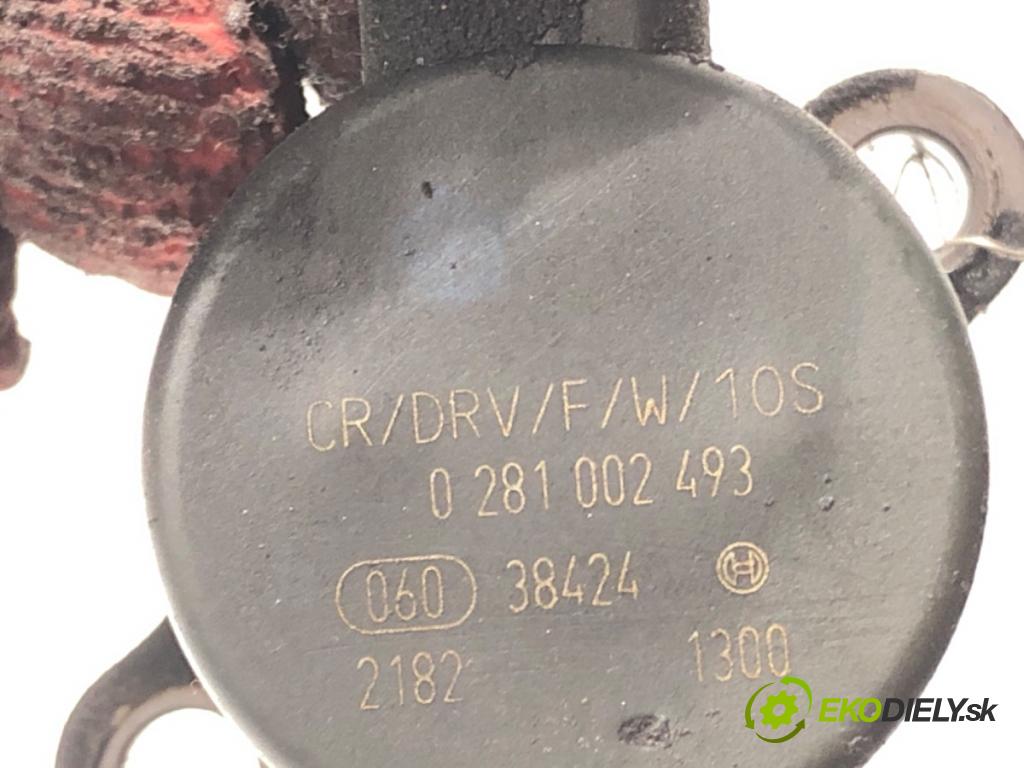 CR/DRV/F/W/10S
0 281 002 493
060 38424
2182 1300
EKODIELY.sk